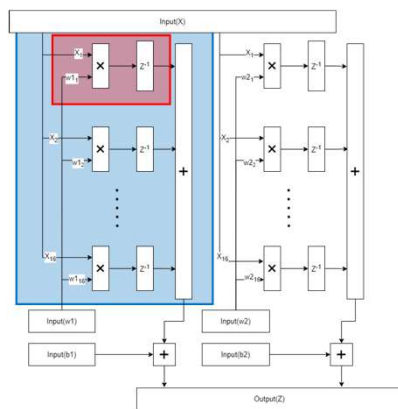 Input(X)
X1 × Z-1 X1 × Z-1
w11 w21
X2 × Z-1 X2 × Z-1
w12 w22
+ +
X16 × Z-1 X16 × Z-1
w116 w216
Input(w1) Input(w2)
Input(b1) + Input(b2) +
Output(Z)